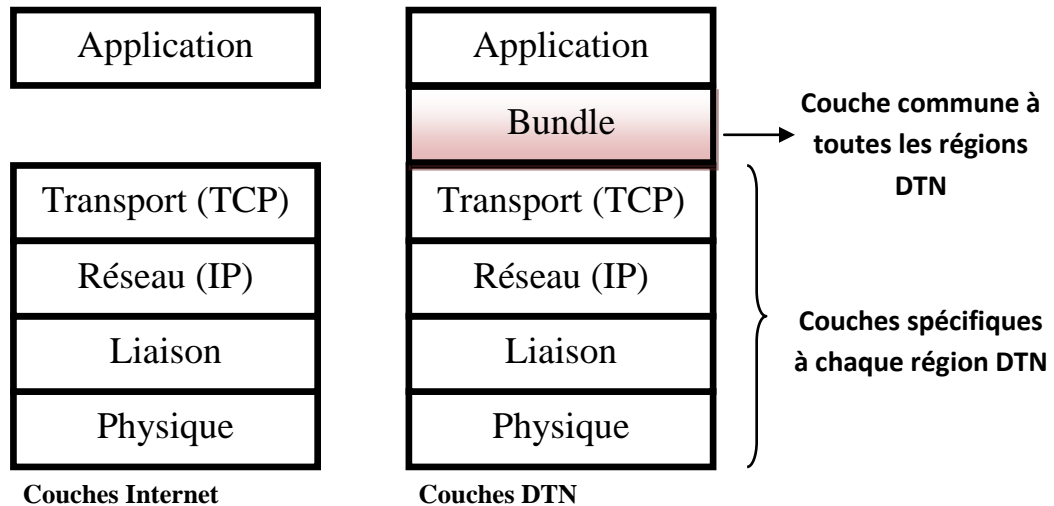 Application
Transport (TCP)
Réseau (IP)
Liaison
Physique
Couches Internet
Application
Bundle
Transport (TCP)
Réseau (IP)
Liaison
Physique
Couches DTN
Couche commune à
toutes les régions
DTN
Couches spécifiques
à chaque région DTN